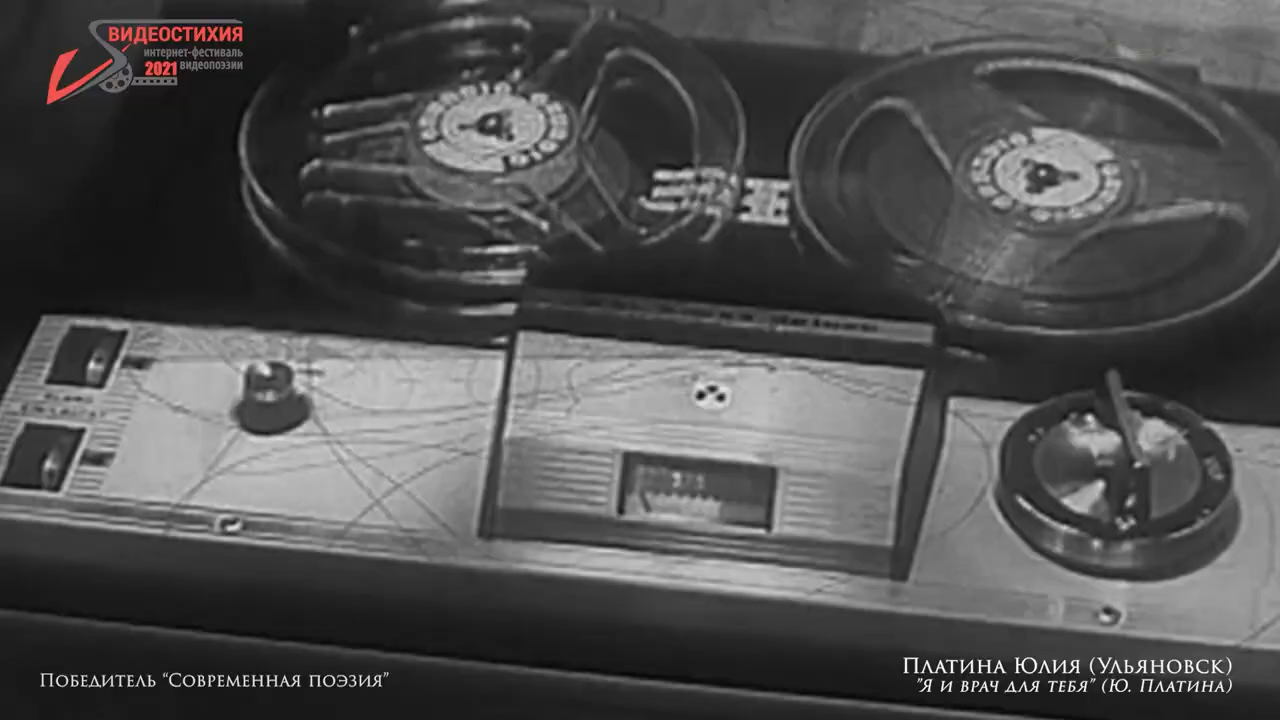 ВИДЕОСТИХИЯ
интернет-фестиваль
2021 видеопоэзии
Победитель “Современная поэзия”
Платина Юлия (Ульяновск)
"Я и врач для тебя" (Ю. Платина)